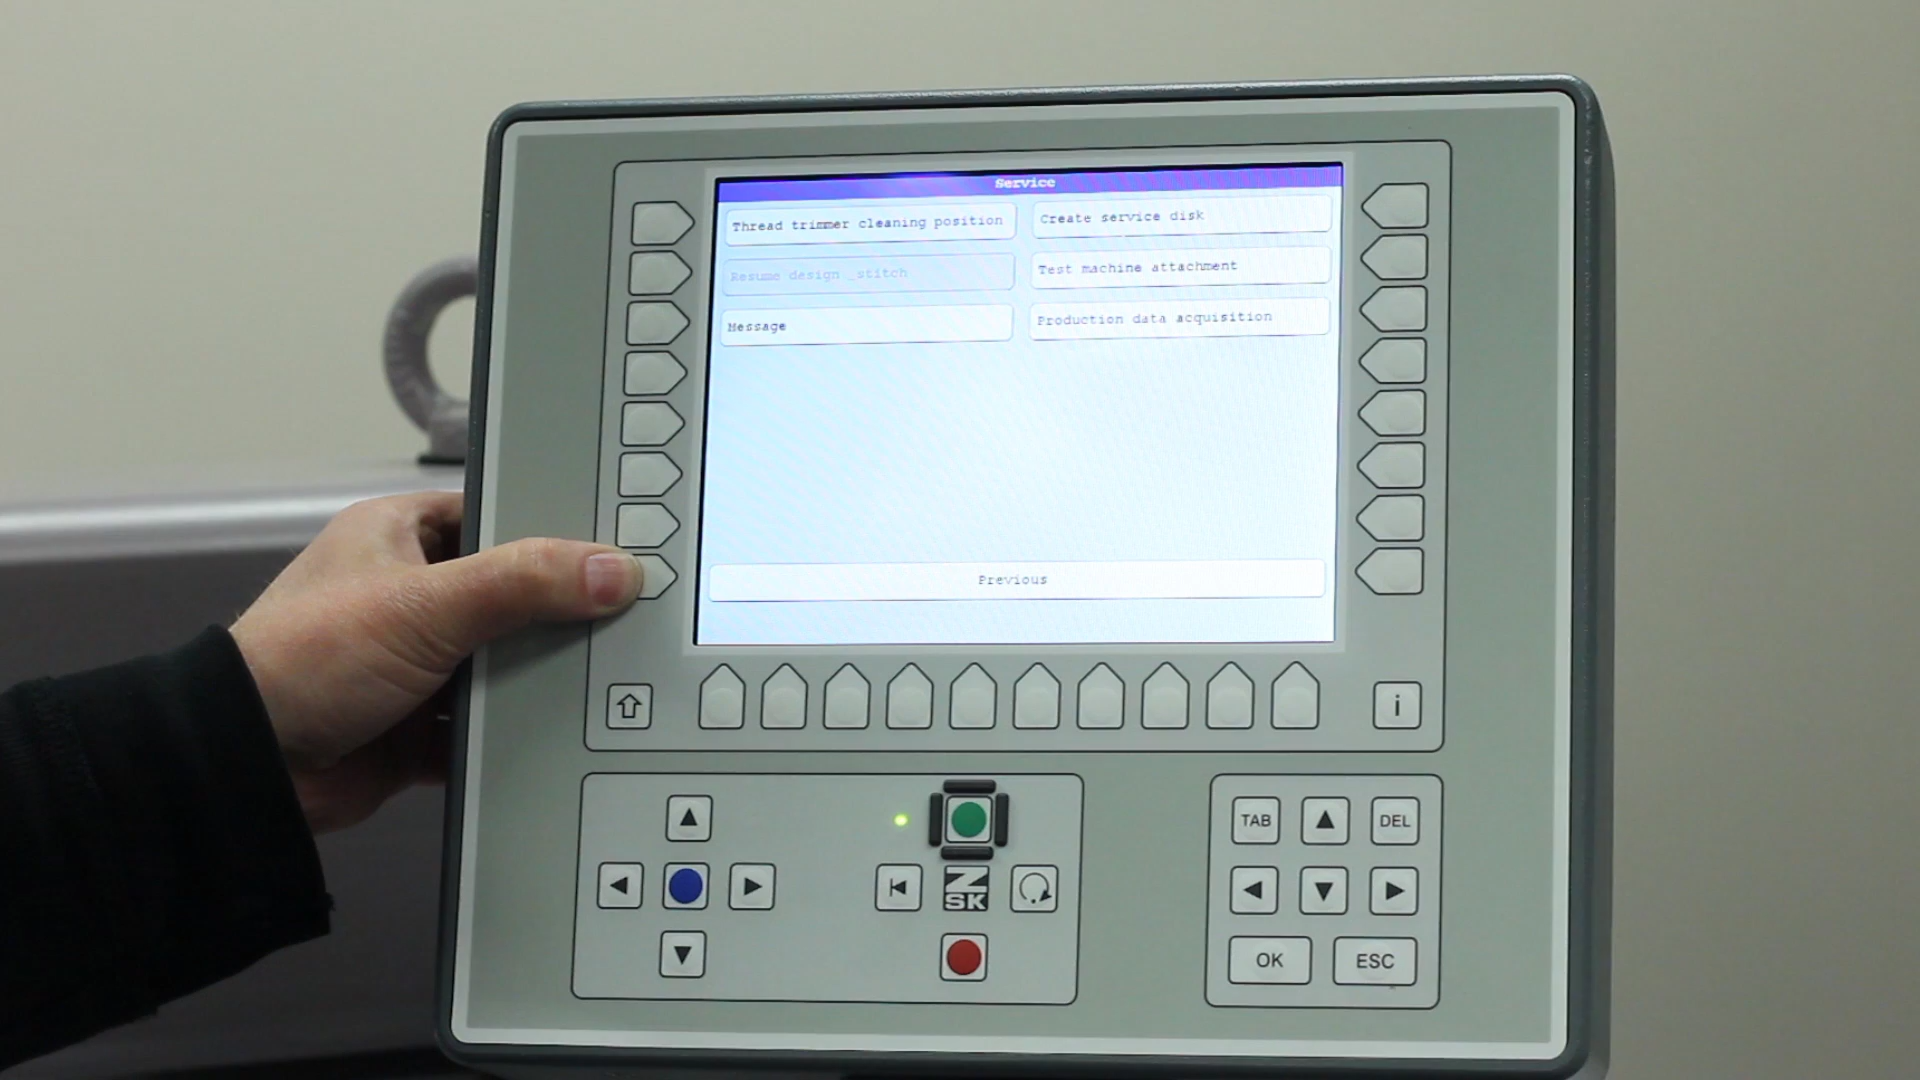 Service
Thread trimmer cleaning position
Create service disk
Resume design _stitch
Test machine attachment
Message
Production data acquisition
Previous
i
TAB
DEL
ZSK
OK
ESC